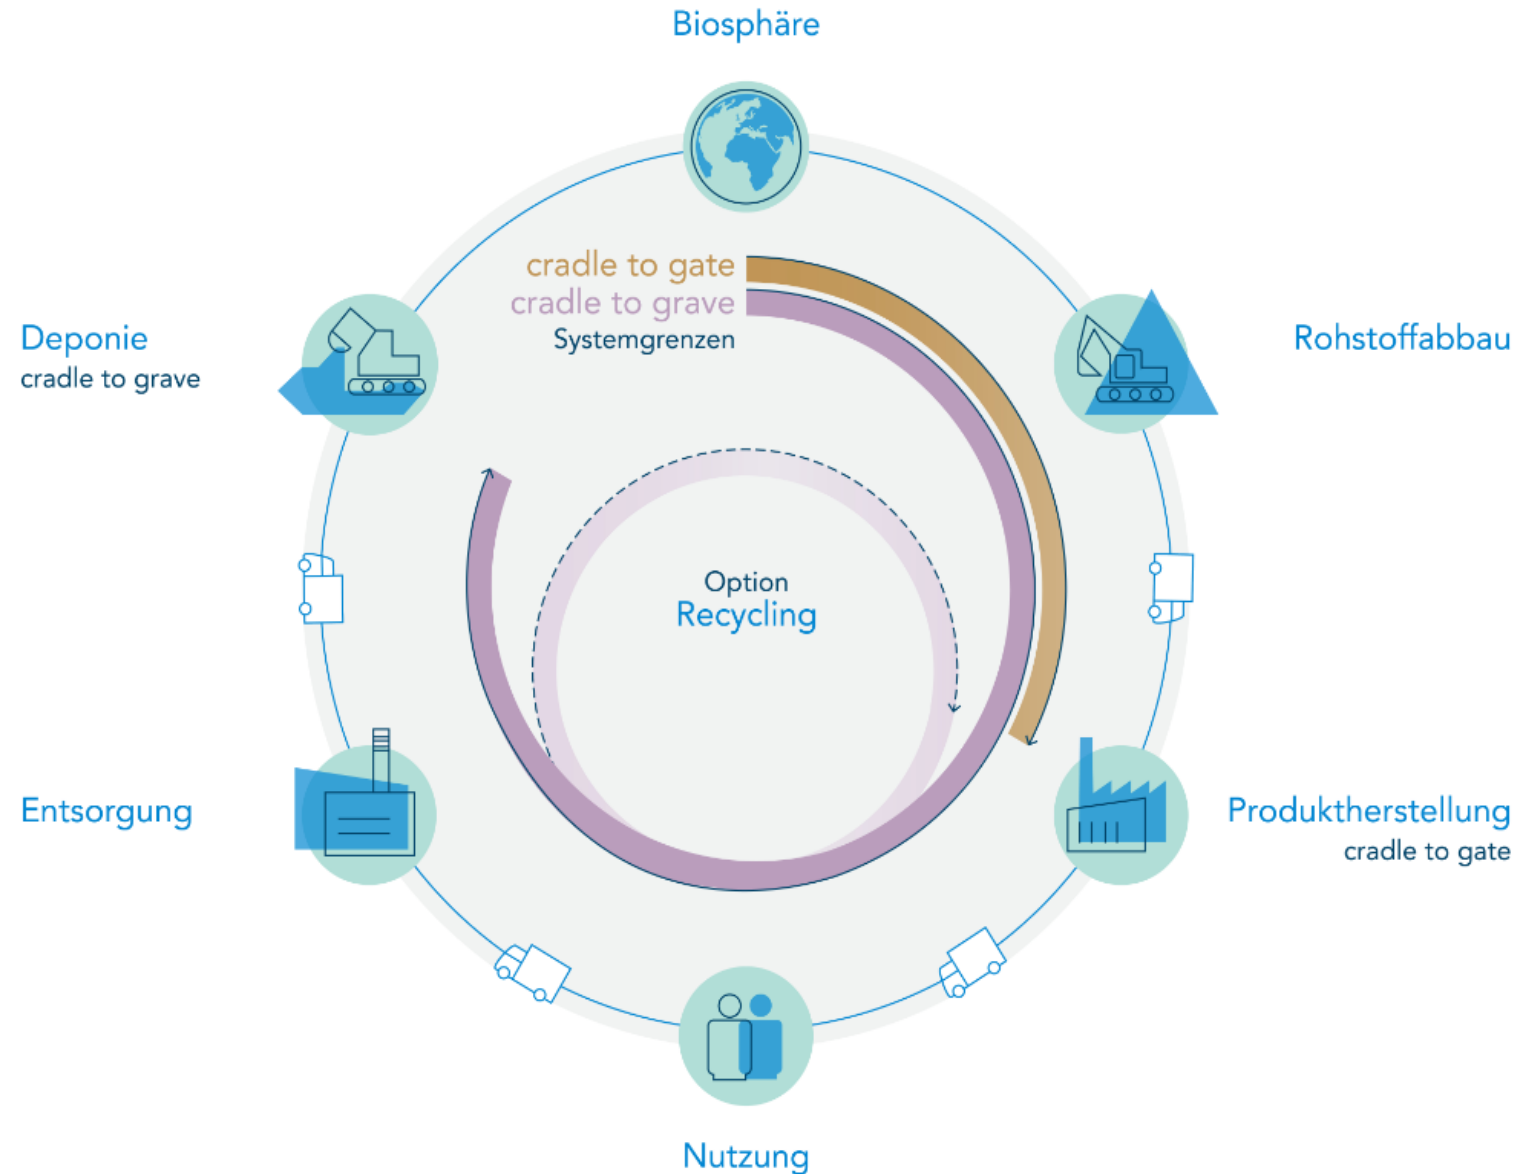 Biosphäre
cradle to gate
cradle to grave
Systemgrenzen
Deponie
cradle to grave
Rohstoffabbau
Option
Recycling
Entsorgung
Produktherstellung
cradle to gate
Nutzung